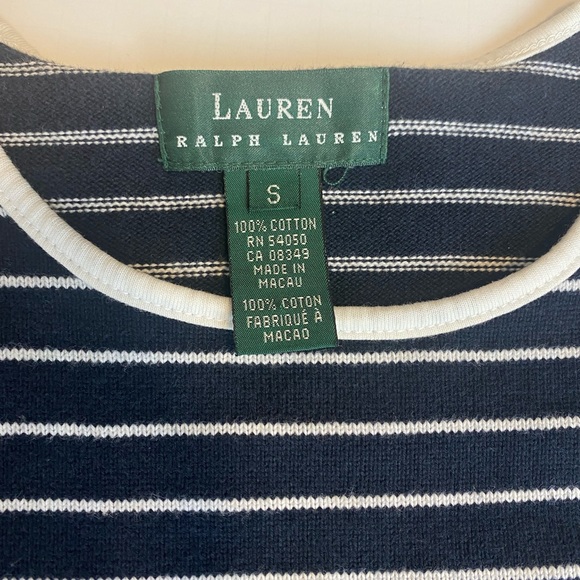 LAUREN
RALPH LAUREN
S
100% COTTON
RN 54050
CA 08349
MADE IN
MACAU
100% COTON
FABRIQUÉ À
MACAO